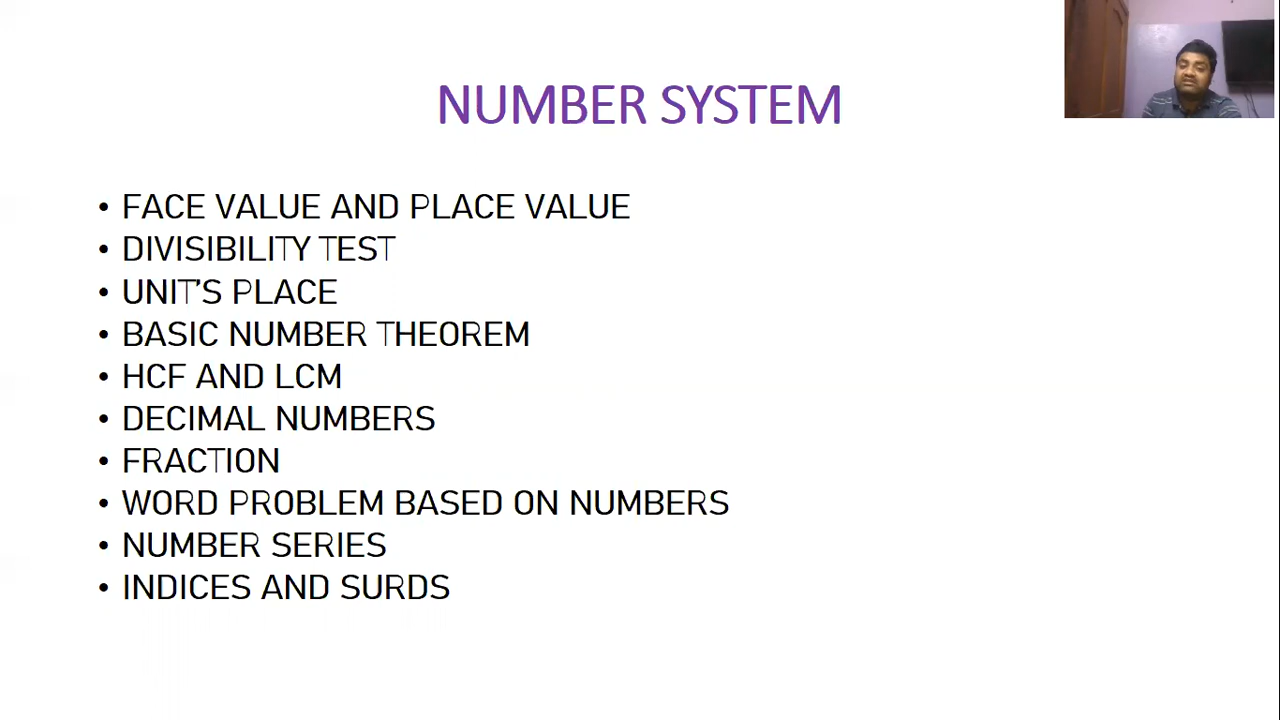 NUMBER SYSTEM
• FACE VALUE AND PLACE VALUE
• DIVISIBILITY TEST
• UNIT'S PLACE
• BASIC NUMBER THEOREM
• HCF AND LCM
• DECIMAL NUMBERS
• FRACTION
• WORD PROBLEM BASED ON NUMBERS
• NUMBER SERIES
• INDICES AND SURDS